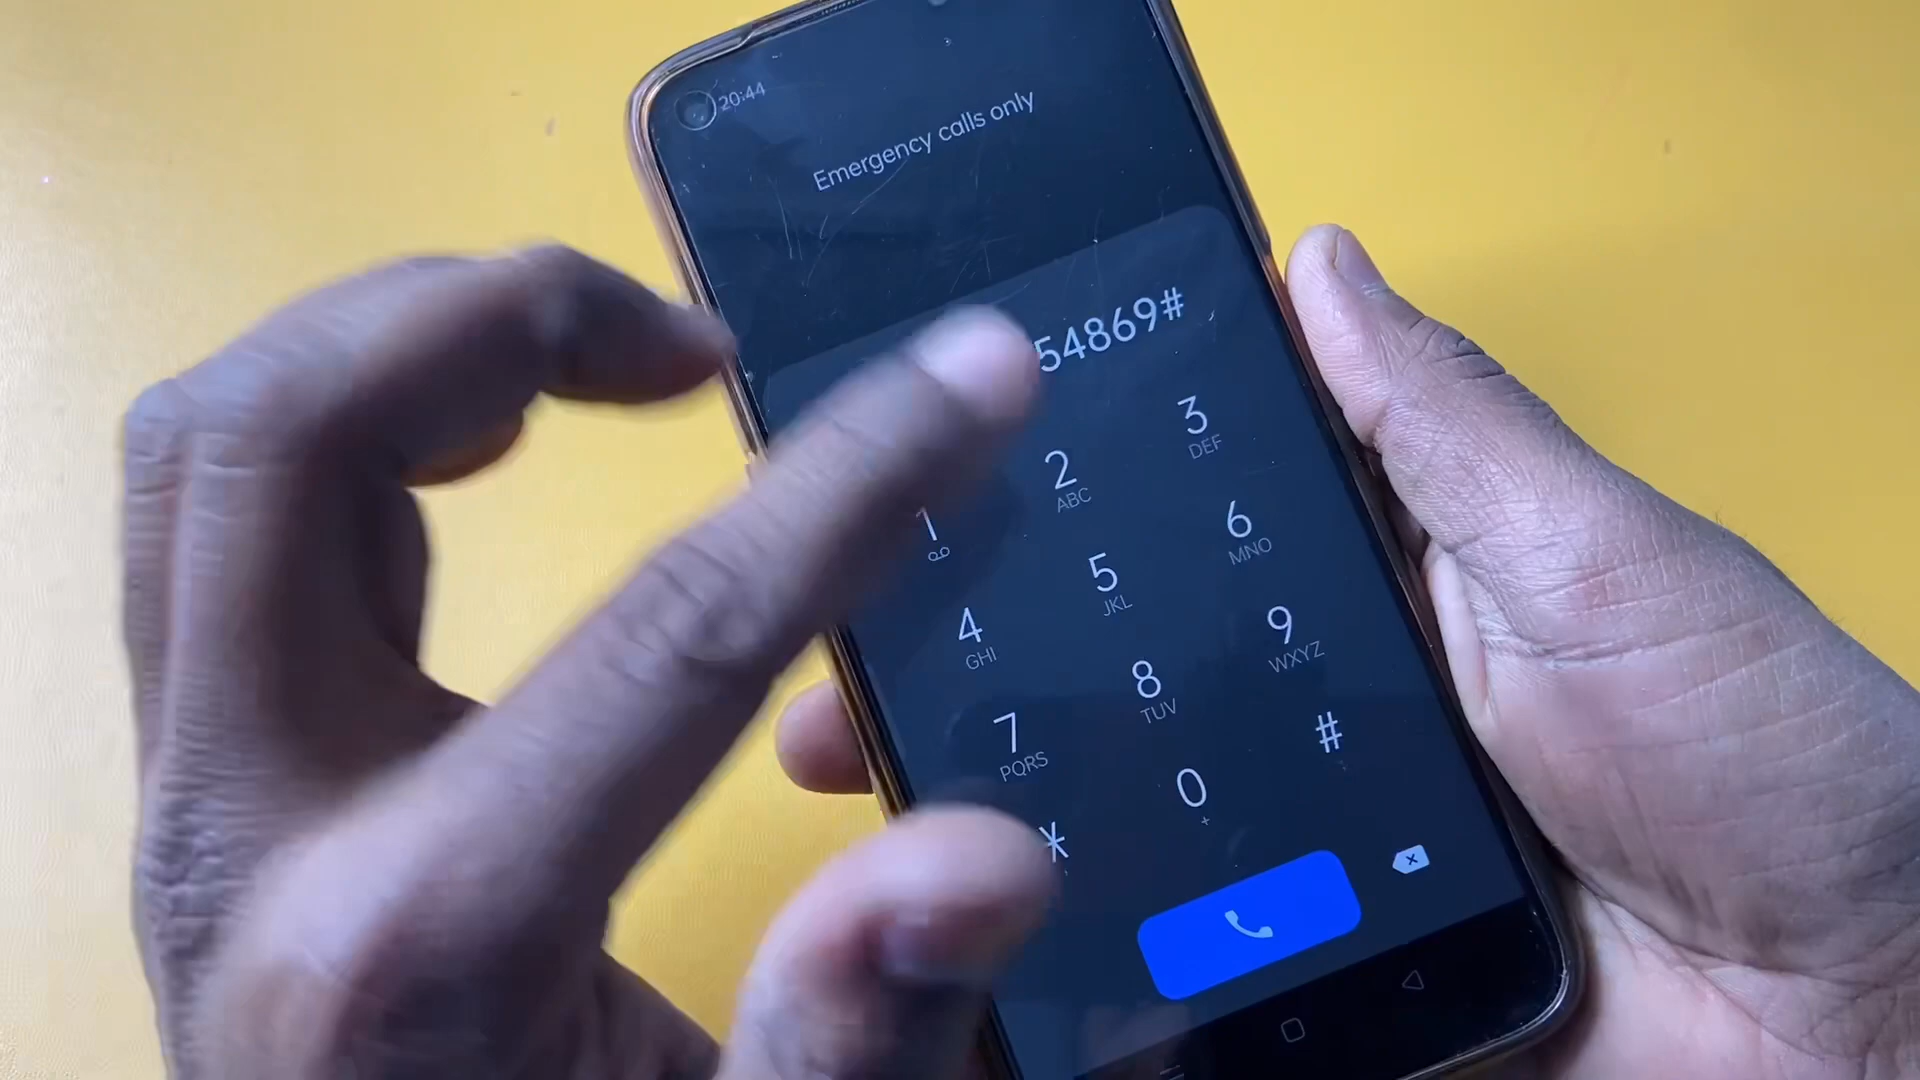 20:44
Emergency calls only
54869#
1
2 ABC
3 DEF
4 GHI
5 JKL
6 MNO
7 PQRS
8 TUV
9 WXYZ
*
0 +
#